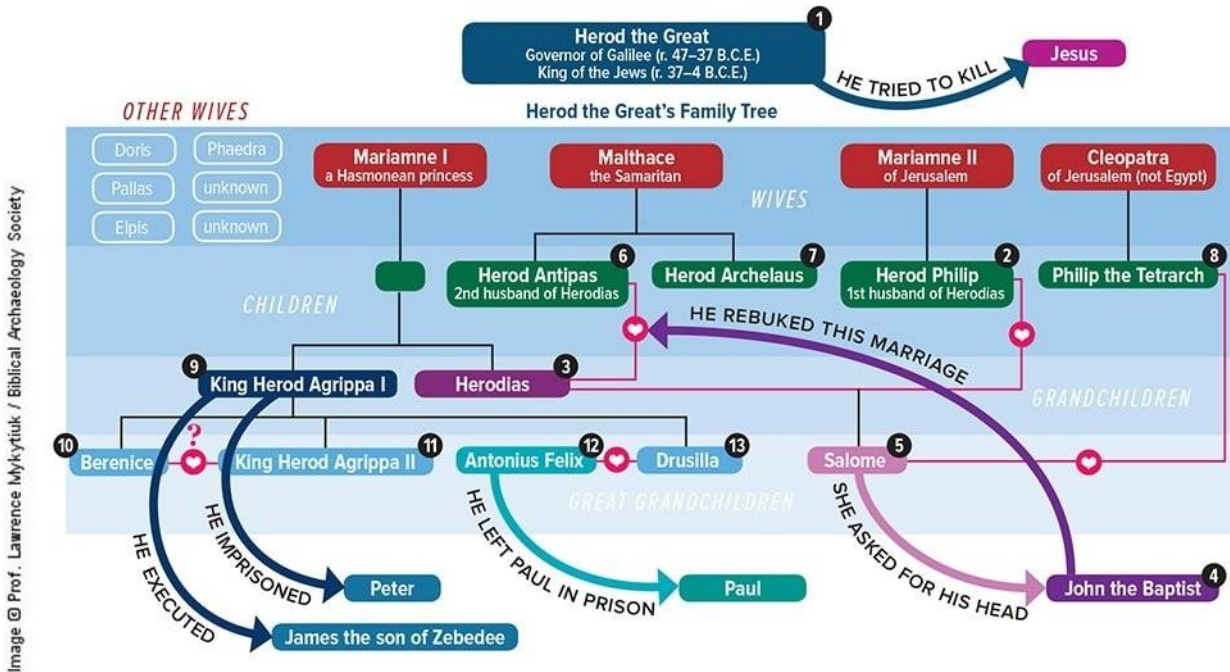 1
Herod the Great
Governor of Galilee (r. 47–37 B.C.E.)
King of the Jews (r. 37–4 B.C.E.)
HE TRIED TO KILL
Jesus
Herod the Great's Family Tree
OTHER WIVES
Doris
Phaedra
Pallas
unknown
Elpis
unknown
Mariamne I
a Hasmonean princess
Malthace
the Samaritan
Mariamne II
of Jerusalem
Cleopatra
of Jerusalem (not Egypt)
WIVES
6
Herod Antipas
2nd husband of Herodias
7
Herod Archelaus
2
Herod Philip
1st husband of Herodias
8
Philip the Tetrarch
CHILDREN
HE REBUKED THIS MARRIAGE
9
King Herod Agrippa I
3
Herodias
GRANDCHILDREN
10
Berenice
?
11
King Herod Agrippa II
12
Antonius Felix
13
Drusilla
5
Salome
GREAT GRANDCHILDREN
HE EXECUTED
HE IMPRISONED
HE LEFT PAUL IN PRISON
SHE ASKED FOR HIS HEAD
Peter
Paul
4
John the Baptist
James the son of Zebedee
Image © Prof. Lawrence Mykytiuk / Biblical Archaeology Society